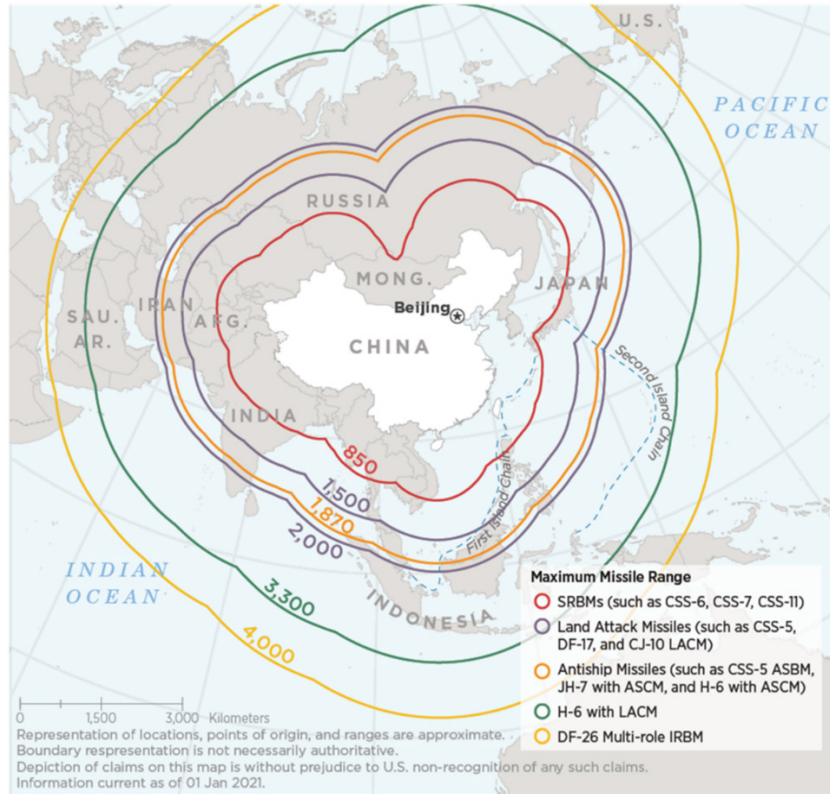 U.S.
PACIFIC
OCEAN
RUSSIA
MONG.
JAPAN
Beijing
IRAN
AFG.
SAU.
AR.
CHINA
Second Island Chain
INDIA
850
First Island Chain
1,500
1,870
2,000
INDIAN
OCEAN
INDONESIA
3,300
4,000
Maximum Missile Range
SRBMs (such as CSS-6, CSS-7, CSS-11)
Land Attack Missiles (such as CSS-5,
DF-17, and CJ-10 LACM)
Antiship Missiles (such as CSS-5 ASBM,
JH-7 with ASCM, and H-6 with ASCM)
H-6 with LACM
DF-26 Multi-role IRBM
0 1,500 3,000 Kilometers
Representation of locations, points of origin, and ranges are approximate.
Boundary respresentation is not necessarily authoritative.
Depiction of claims on this map is without prejudice to U.S. non-recognition of any such claims.
Information current as of 01 Jan 2021.